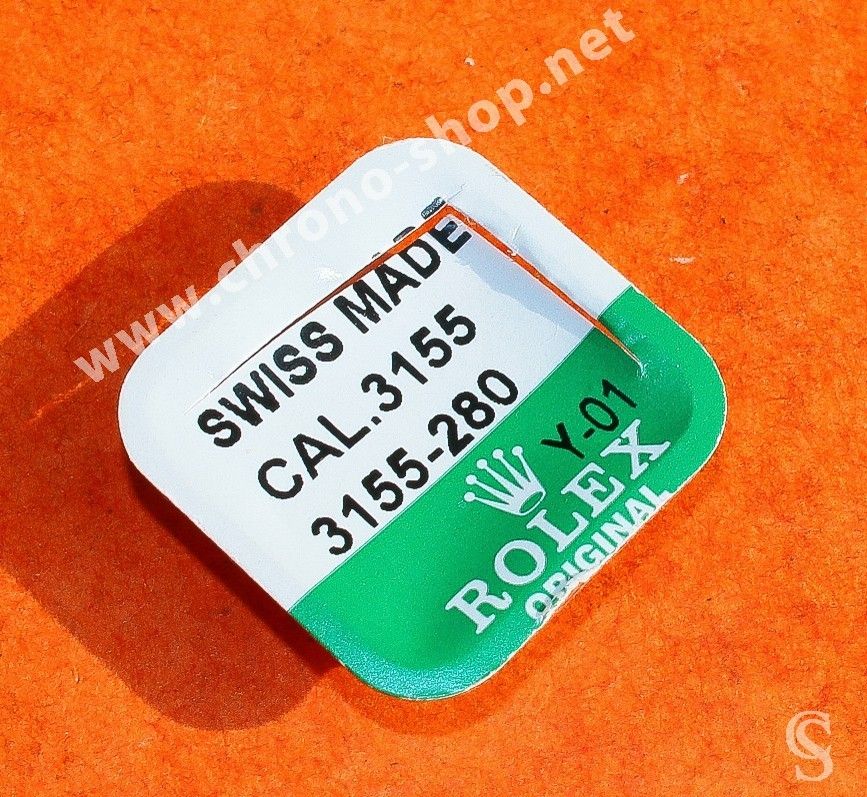 www.chrono-shop.net
SWISS MADE
CAL.3155
3155-280
Y-01
ROLEX
ORIGINAL